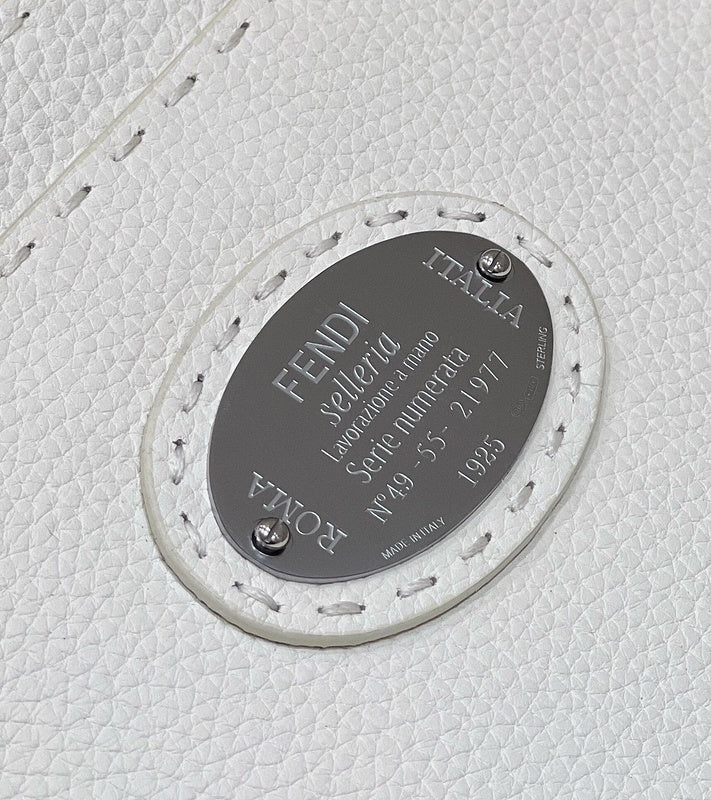 FENDI
selleria
Lavorazione a mano
Serie numerata
N°49 -55- 21977
1925
ROMA
ITALIA
MADE IN ITALY
STERLING